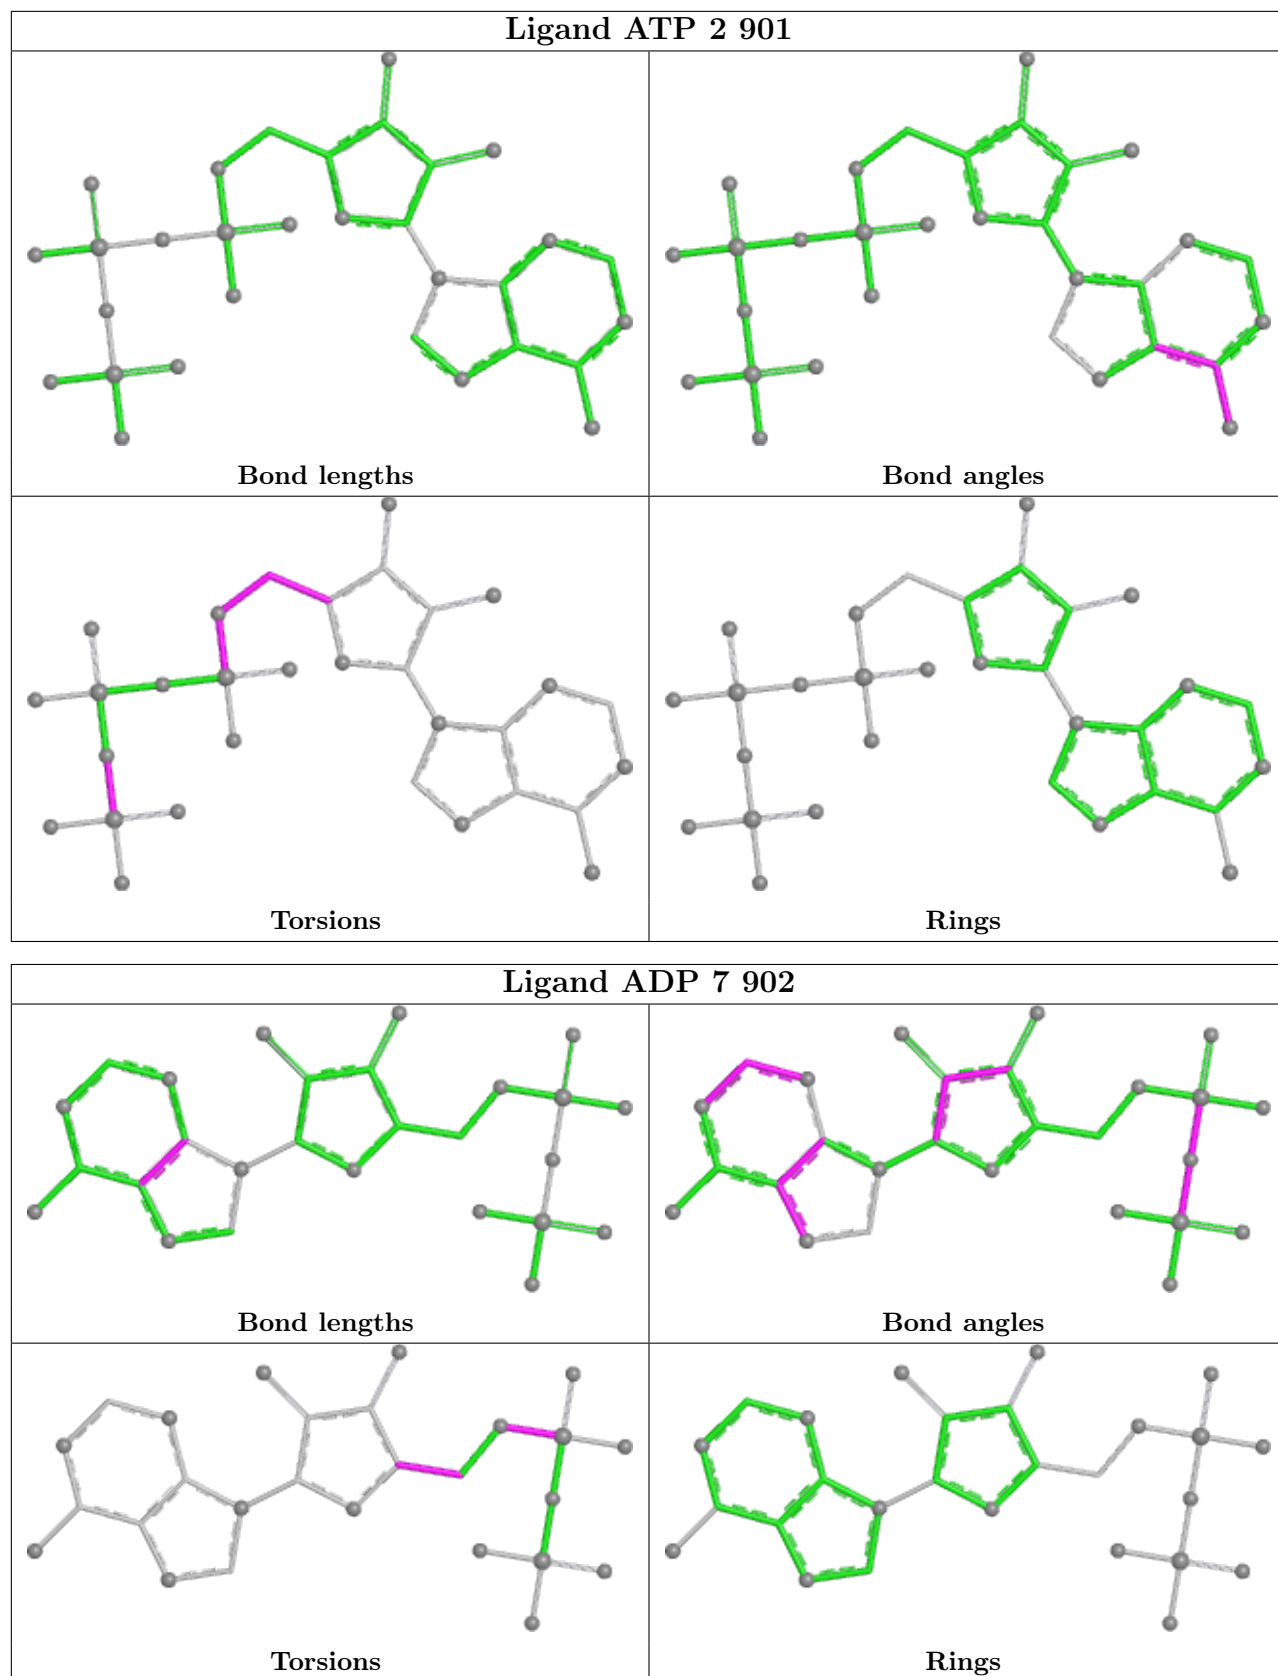 Ligand ATP 2 901
Bond lengths
Bond angles
Torsions
Rings
Ligand ADP 7 902
Bond lengths
Bond angles
Torsions
Rings